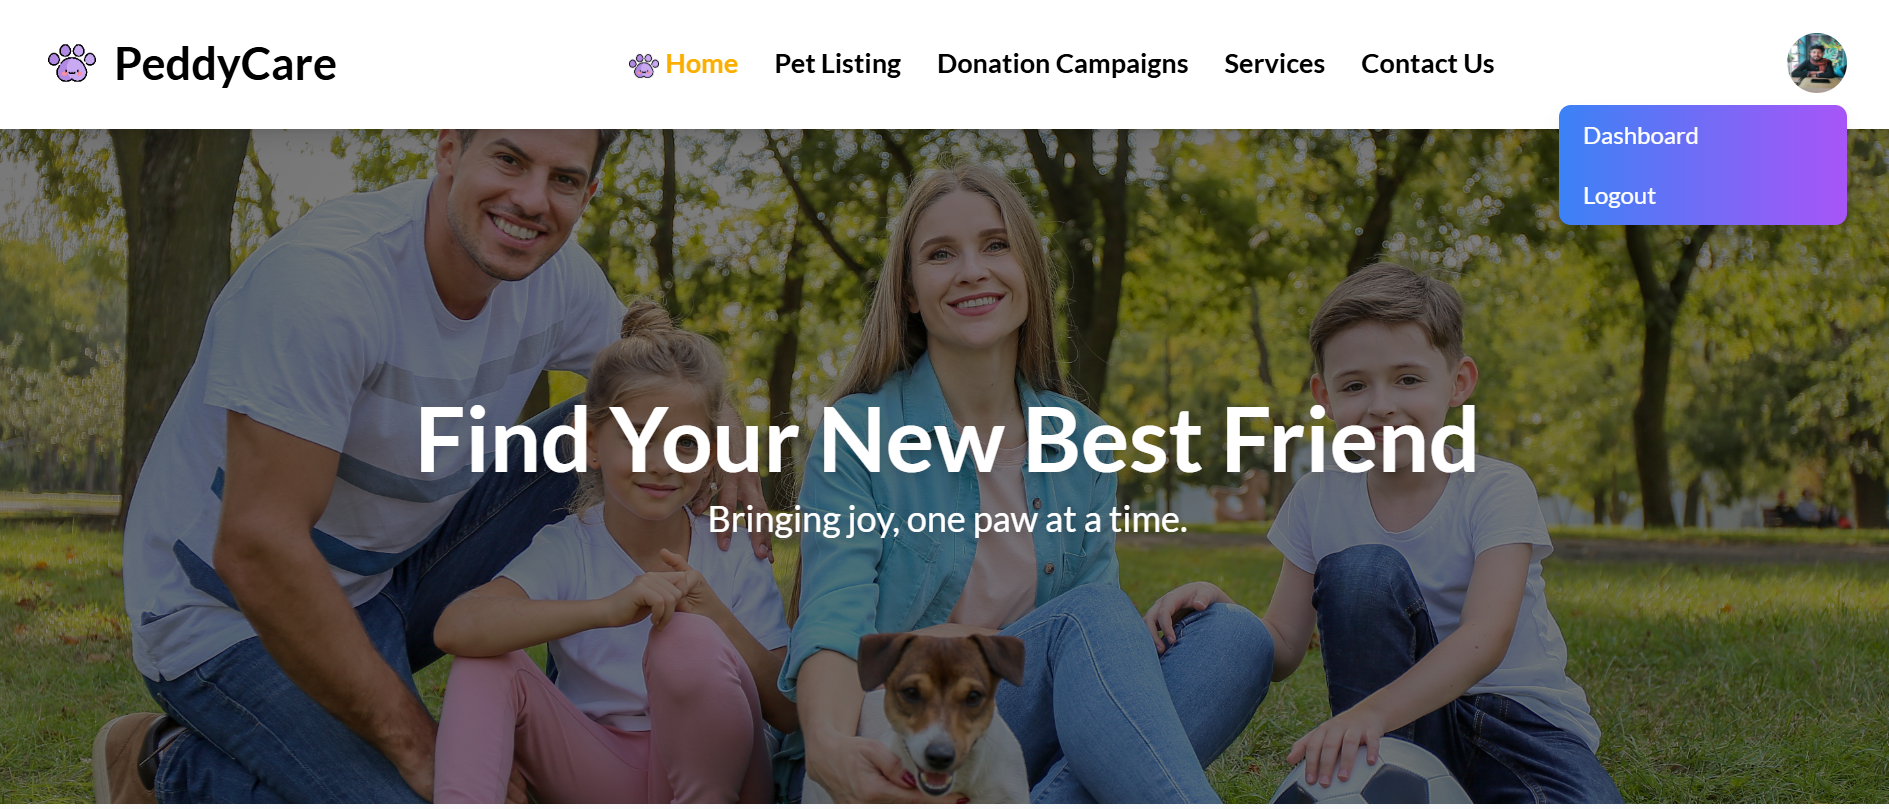 PeddyCare
Home Pet Listing Donation Campaigns Services Contact Us
Dashboard
Logout
Find Your New Best Friend
Bringing joy, one paw at a time.